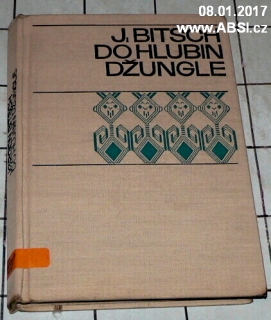 08.01.2017
www.ABSi.cz
J. BITSCH
DO HLUBIN
DŽUNGLE